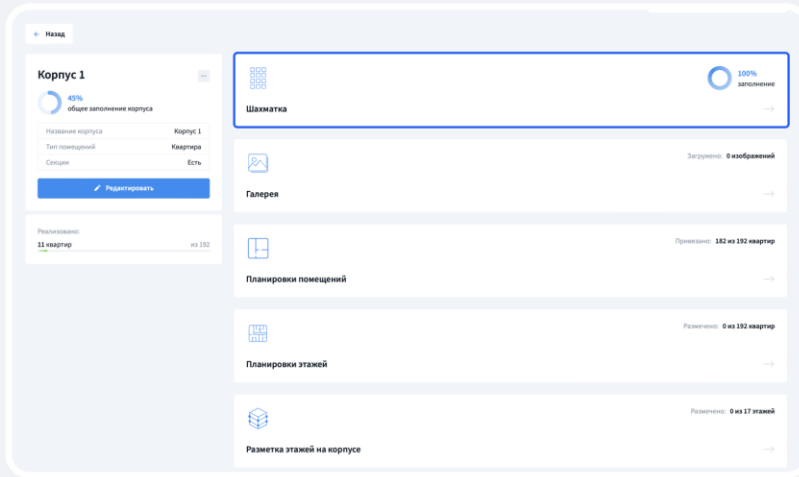 ← Назад
Корпус 1
45%
общее заполнение корпуса
Название корпуса Корпус 1
Тип помещений Квартира
Секции Есть
Редактировать
Реализовано:
11 квартир из 192
100%
заполнение
Шахматка
Загружено: 0 изображений
Галерея
Привязано: 182 из 192 квартир
Планировки помещений
Размечено: 0 из 192 квартир
Планировки этажей
Размечено: 0 из 17 этажей
Разметка этажей на корпусе